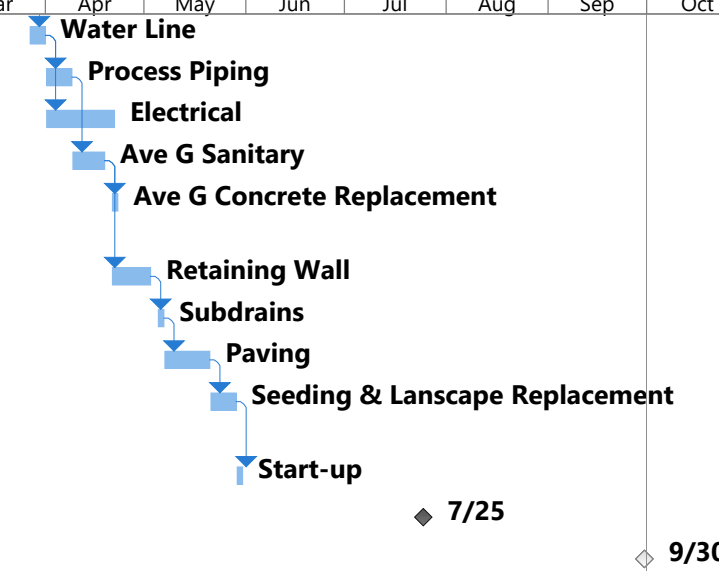 Apr May Jun Jul Aug Sep Oct
Water Line
Process Piping
Electrical
Ave G Sanitary
Ave G Concrete Replacement
Retaining Wall
Subdrains
Paving
Seeding & Lanscape Replacement
Start-up
7/25
9/30